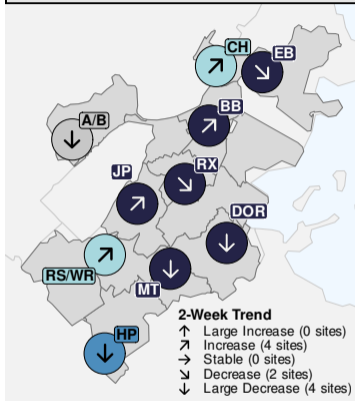 CH
EB
BB
A/B
RX
JP
DOR
RS/WR
MT
HP
2-Week Trend
↑ Large Increase (0 sites)
↗ Increase (4 sites)
→ Stable (0 sites)
↘ Decrease (2 sites)
↓ Large Decrease (4 sites)